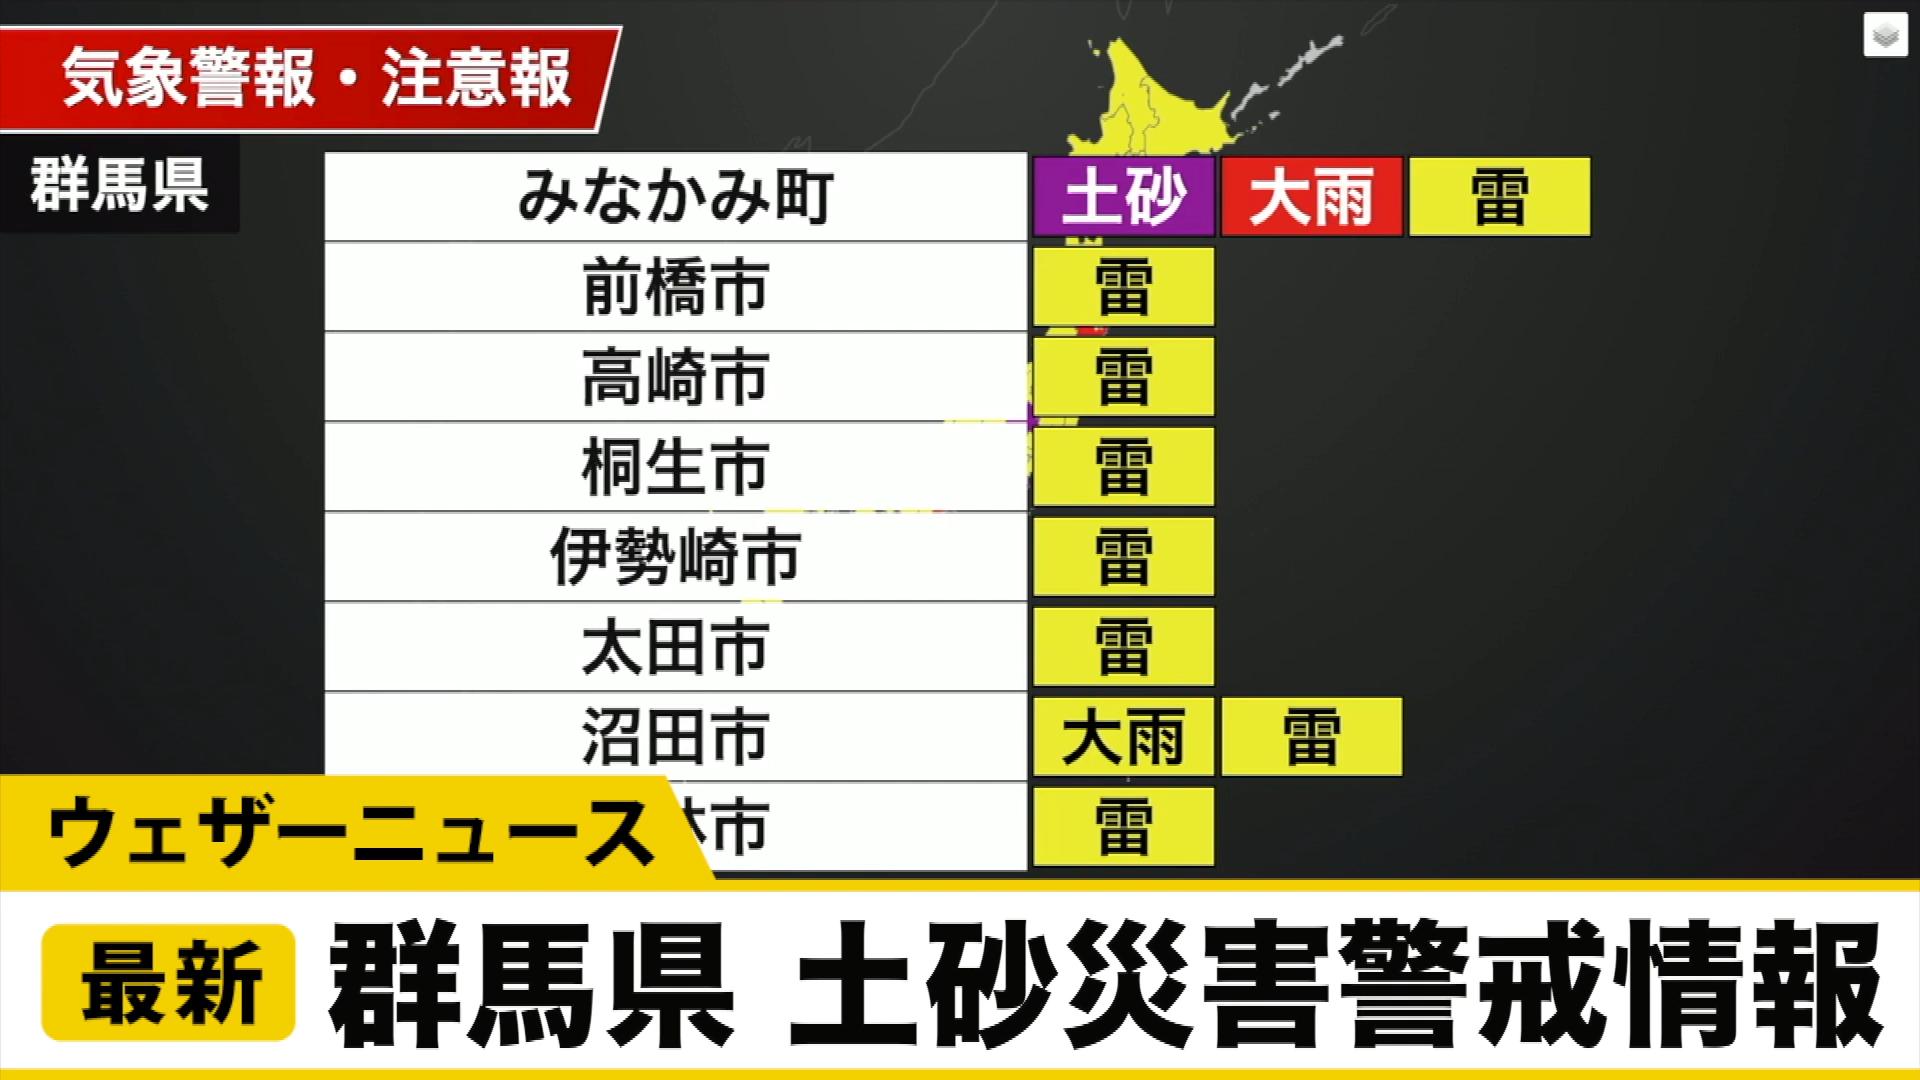 気象警報・注意報
群馬県
みなかみ町 土砂 大雨 雷
前橋市 雷
高崎市 雷
桐生市 雷
伊勢崎市 雷
太田市 雷
沼田市 大雨 雷
市 雷
ウェザーニュース
最新 群馬県 土砂災害警戒情報